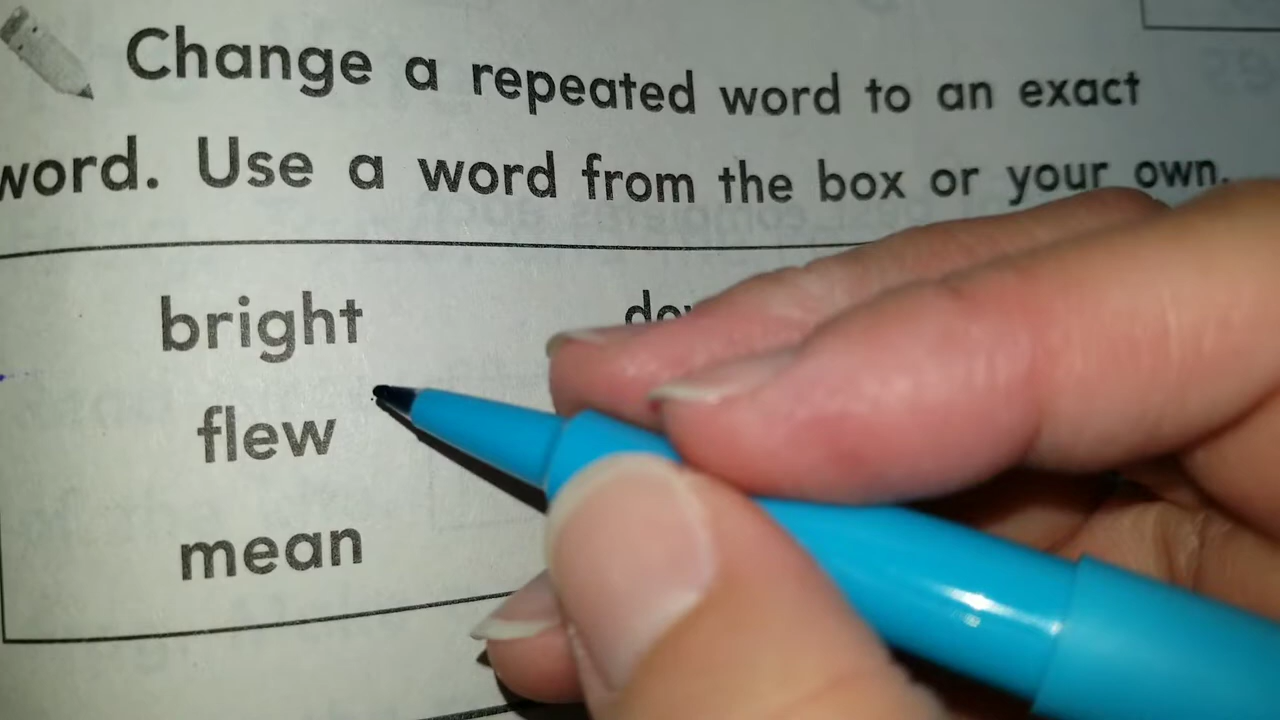 Change a repeated word to an exact
word. Use a word from the box or your own.
bright
flew
mean